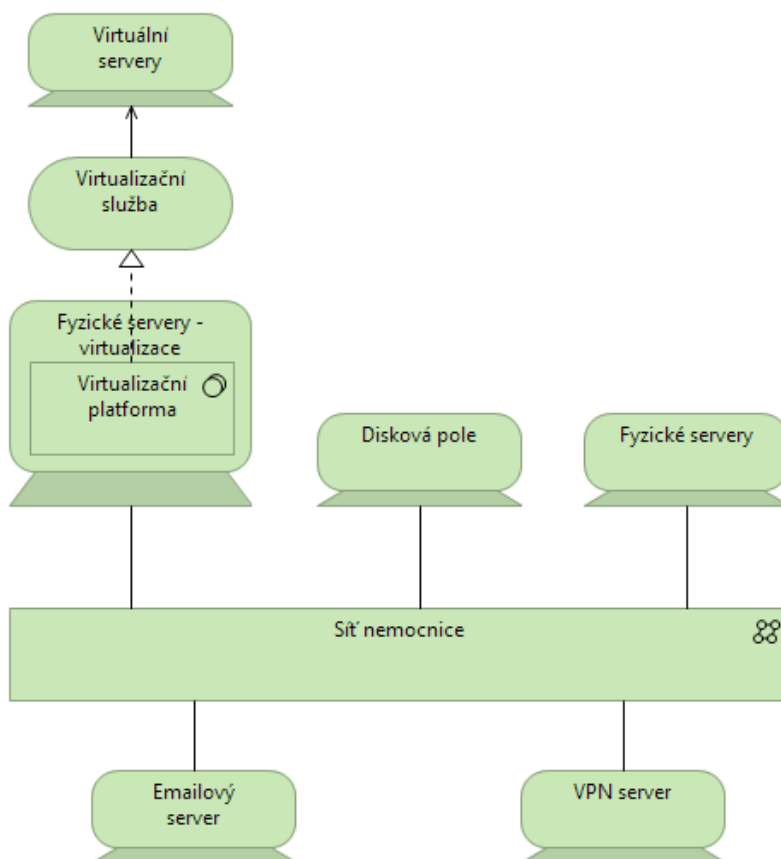 Virtuální
servery
Virtualizační
služba
Fyzické servery -
virtualizace
Virtualizační
platforma
Disková pole
Fyzické servery
Síť nemocnice
Emailový
server
VPN server